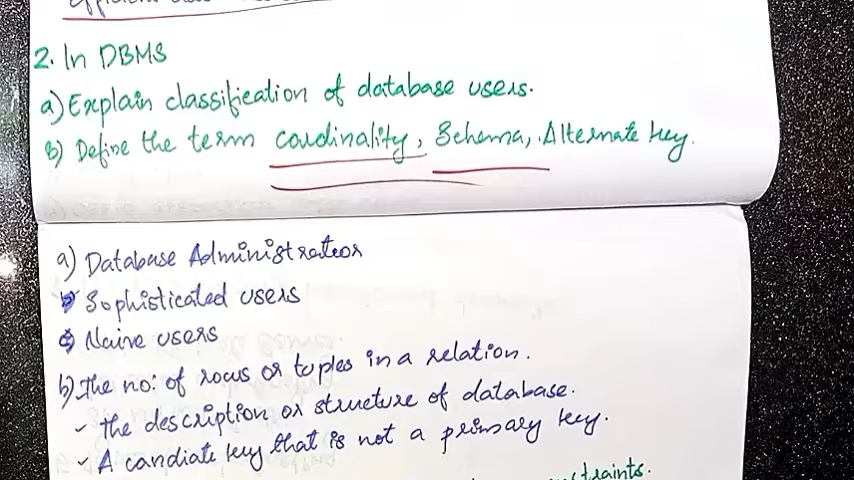 2. In DBMS
a) Explain classification of database users.
b) Define the term cardinality, Schema, Alternate key.
a) Database Administrator
b) Sophisticated users
c) Naive users
b) The no: of rows or tuples in a relation.
- The description or structure of database.
- A candiate key that is not a primary key.